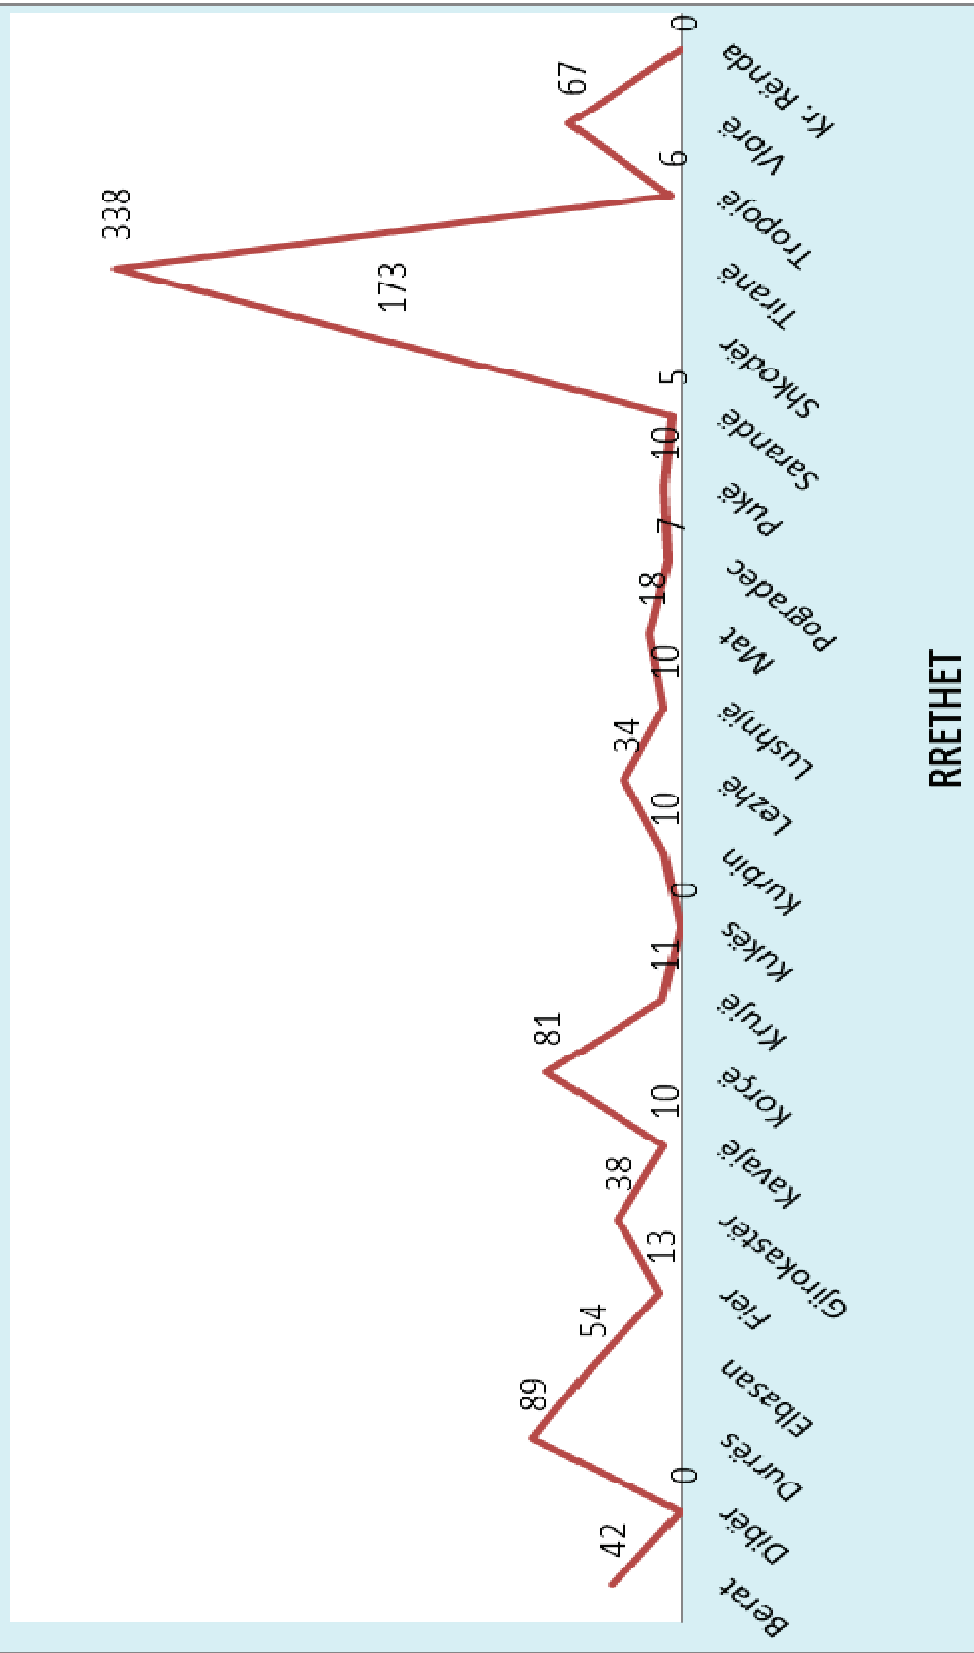 42
0
89
54
13
38
10
81
11
0
10
34
10
18
7
10
5
173
338
6
67
0
Berat
Dibër
Durrës
Elbasan
Fier
Gjirokastër
Kavajë
Korçë
Krujë
Kukës
Kurbin
Lezhë
Lushnjë
Mat
Pogradec
Pukë
Sarandë
Shkodër
Tiranë
Tropojë
Vlorë
Kr. Rënda
RRETHET